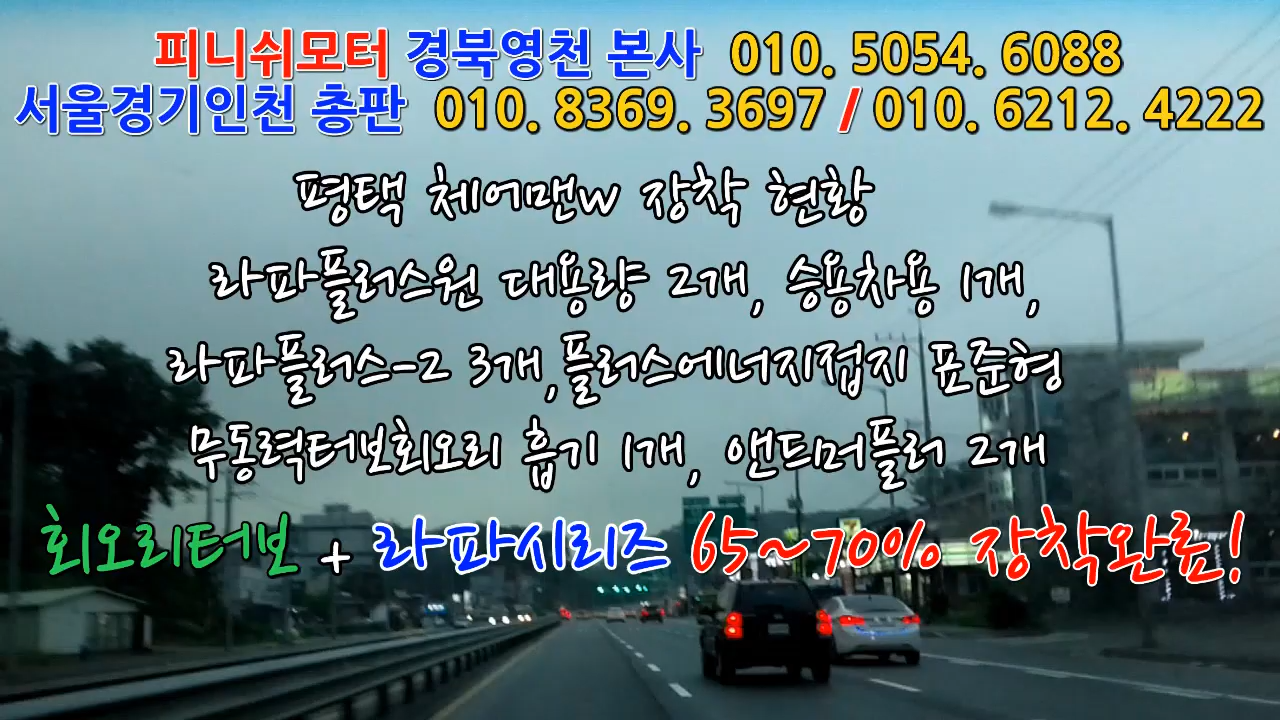 피니쉬모터 경북영천 본사 010. 5054. 6088
서울경기인천 총판 010. 8369. 3697 / 010. 6212. 4222
평택 체어맨w 장착 현황
라파플러스원 대용량 2개, 승용차용 1개,
라파플러스-2 3개,플러스에너지접지 표준형
무동력터보회오리 흡기 1개, 앤드머플러 2개
회오리터보 + 라파시리즈 65~70% 장착완료!